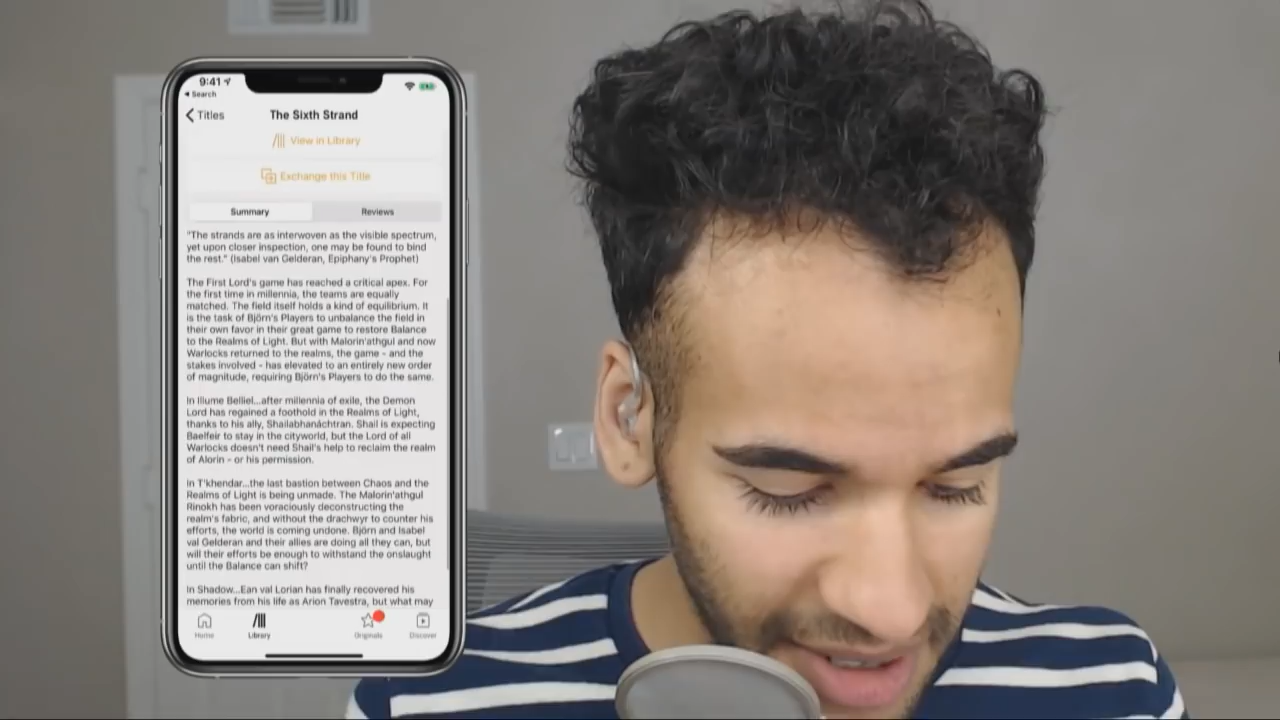 9:41
Search
Titles
The Sixth Strand
View in Library
Exchange this Title
Summary
Reviews
"The strands are as interwoven as the visible spectrum,
yet upon closer inspection, one may be found to bind
the rest." (Isabel van Gelderan, Epiphany's Prophet)
The First Lord's game has reached a critical apex. For
the first time in millennia, the teams are equally
matched. The field itself holds a kind of equilibrium. It
is the task of Björn's Players to unbalance the field in
their own favor in their great game to restore Balance
to the Realms of Light. But with Malorin'athgul and now
Warlocks returned to the realms, the game - and the
stakes involved - has elevated to an entirely new order
of magnitude, requiring Björn's Players to do the same.
In Illume Belliel...after millennia of exile, the Demon
Lord has regained a foothold in the Realms of Light,
thanks to his ally, Shailabhanáchtran. Shail is expecting
Baelfeir to stay in the cityworld, but the Lord of all
Warlocks doesn't need Shail's help to reclaim the realm
of Alorin - or his permission.
In T'khendar...the last bastion between Chaos and the
Realms of Light is being unmade. The Malorin'athgul
Rinokh has been voraciously deconstructing the
realm's fabric, and without the drachwyr to counter his
efforts, the world is coming undone. Björn and Isabel
val Gelderan and their allies are doing all they can, but
will their efforts be enough to withstand the onslaught
until the Balance can shift?
In Shadow...Ean val Lorian has finally recovered his
memories from his life as Arion Tavestra, but what may
Home
Library
Originals
Discover